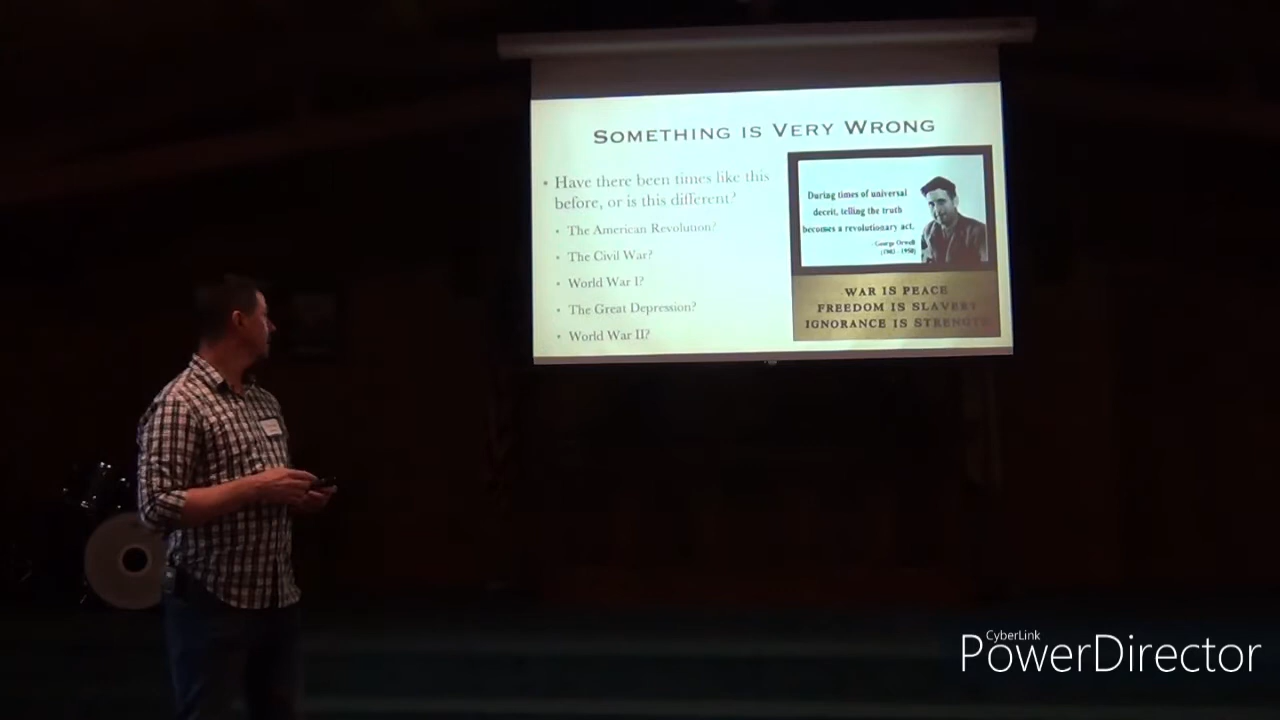 SOMETHING IS VERY WRONG
• Have there been times like this
before, or is this different?
• The American Revolution?
• The Civil War?
• World War I?
• The Great Depression?
• World War II?
During times of universal
deceit, telling the truth
becomes a revolutionary act.
George Orwell
WAR IS PEACE
FREEDOM IS SLAVERY
IGNORANCE IS STRENGTH
CyberLink
PowerDirector